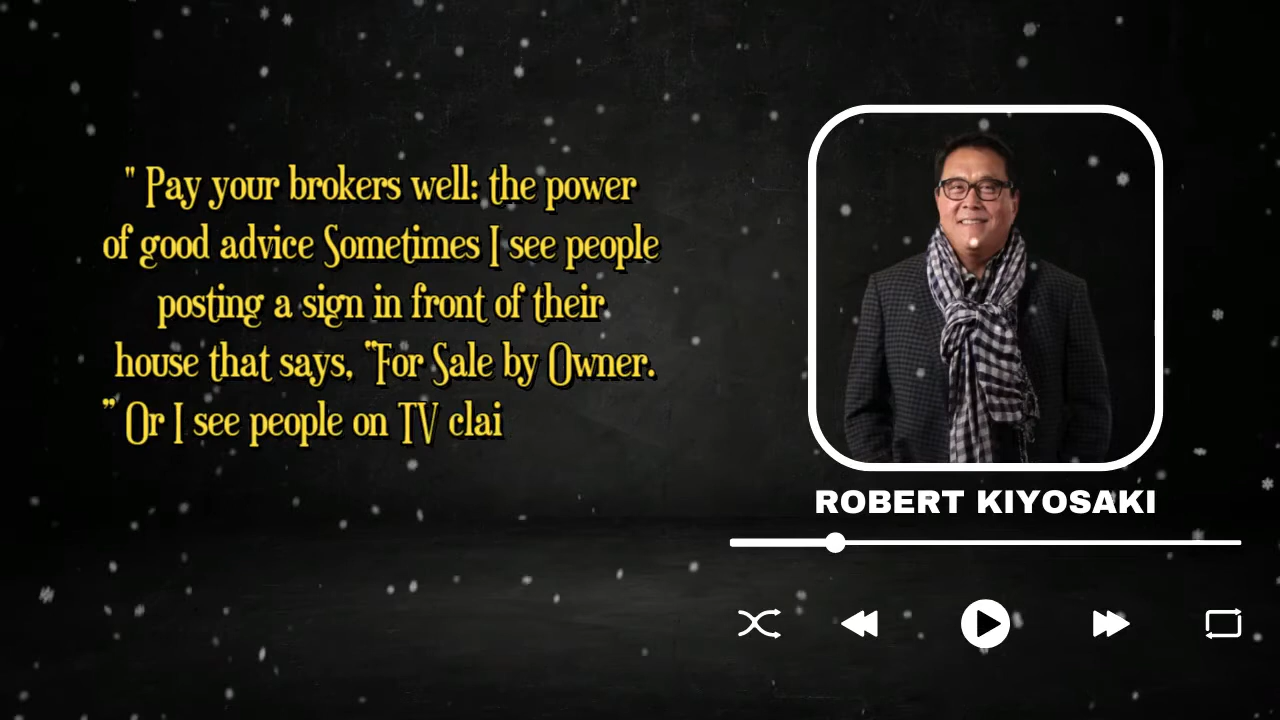 " Pay your brokers well: the power
of good advice Sometimes I see people
posting a sign in front of their
house that says, “For Sale by Owner.
” Or I see people on TV clai
ROBERT KIYOSAKI